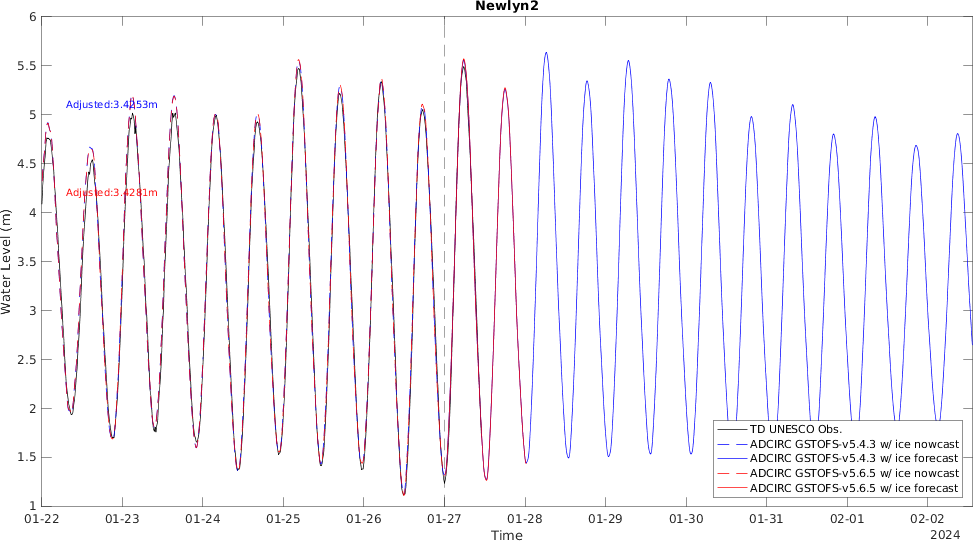 Newlyn2
6
5.5
5
4.5
4
3.5
3
2.5
2
1.5
1
Water Level (m)
Adjusted:3.4253m
Adjusted:3.4281m
TD UNESCO Obs.
ADCIRC GSTOFS-v5.4.3 w/ ice nowcast
ADCIRC GSTOFS-v5.4.3 w/ ice forecast
ADCIRC GSTOFS-v5.6.5 w/ ice nowcast
ADCIRC GSTOFS-v5.6.5 w/ ice forecast
01-22 01-23 01-24 01-25 01-26 01-27 01-28 01-29 01-30 01-31 02-01 02-02
Time
2024